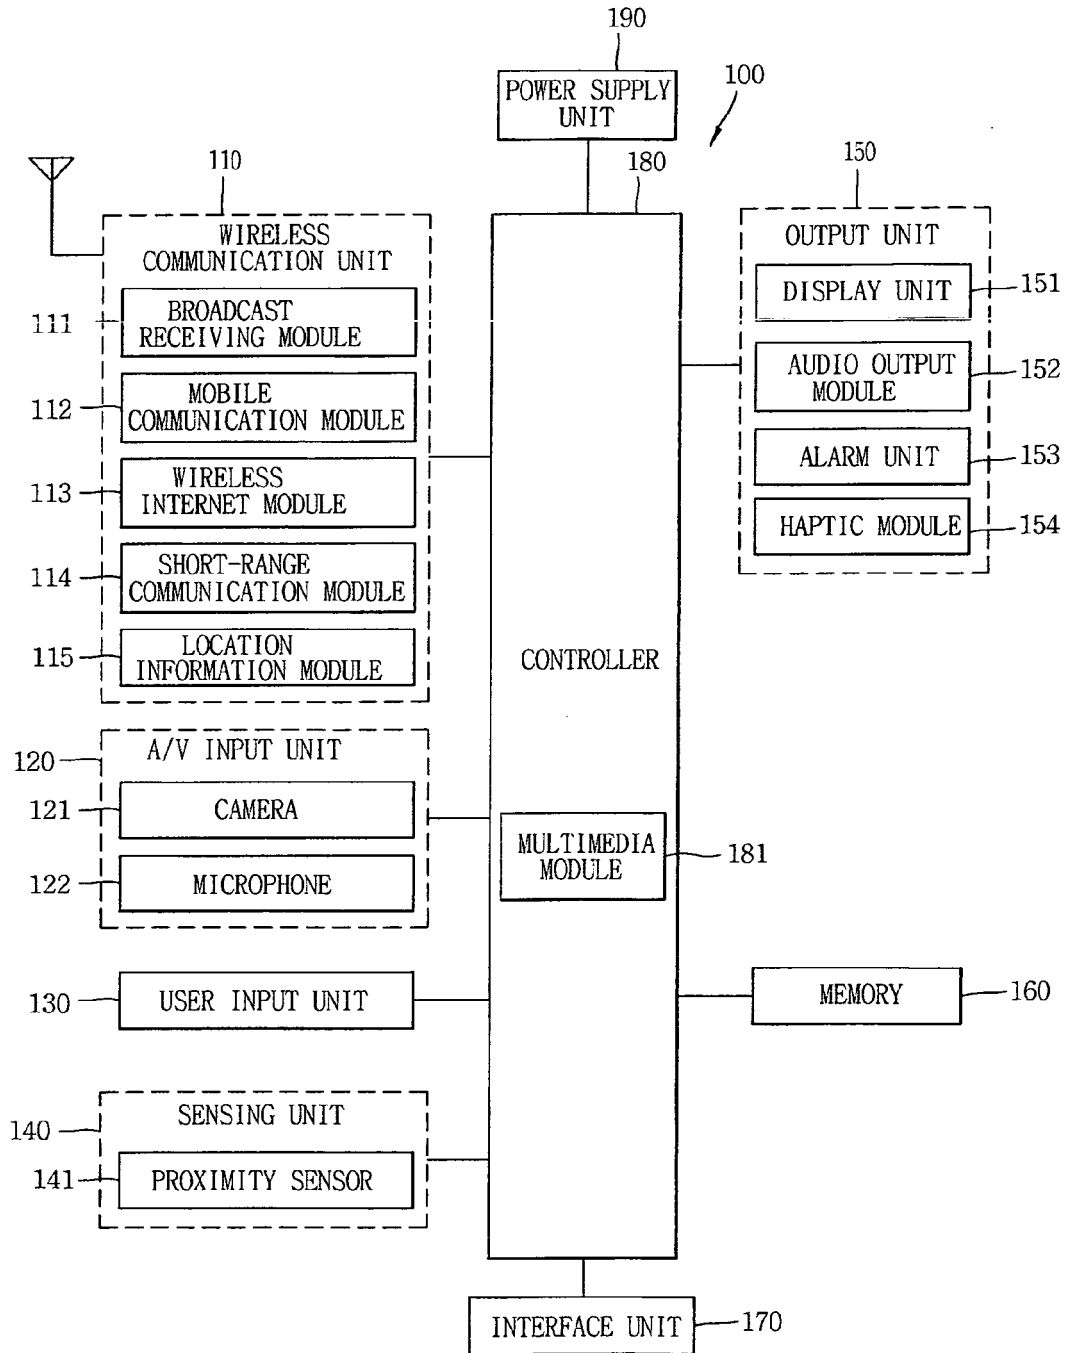 190
POWER SUPPLY
UNIT
100
110
180
150
WIRELESS
COMMUNICATION UNIT
OUTPUT UNIT
111
BROADCAST
RECEIVING MODULE
DISPLAY UNIT
151
112
MOBILE
COMMUNICATION MODULE
AUDIO OUTPUT
MODULE
152
113
WIRELESS
INTERNET MODULE
ALARM UNIT
153
114
SHORT-RANGE
COMMUNICATION MODULE
HAPTIC MODULE
154
115
LOCATION
INFORMATION MODULE
CONTROLLER
120
A/V INPUT UNIT
121
CAMERA
122
MICROPHONE
MULTIMEDIA
MODULE
181
130
USER INPUT UNIT
MEMORY
160
140
SENSING UNIT
141
PROXIMITY SENSOR
INTERFACE UNIT
170